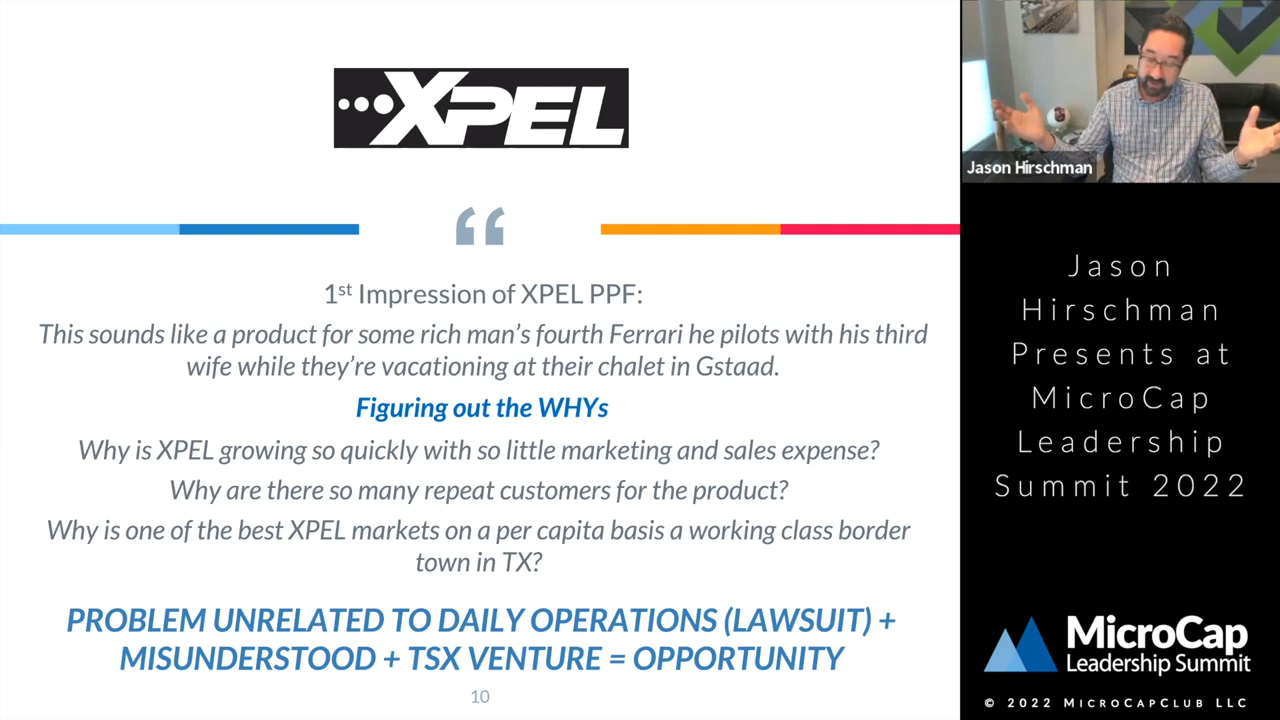 XPEL
“
1st Impression of XPEL PPF:
This sounds like a product for some rich man’s fourth Ferrari he pilots with his third
wife while they’re vacationing at their chalet in Gstaad.
Figuring out the WHYs
Why is XPEL growing so quickly with so little marketing and sales expense?
Why are there so many repeat customers for the product?
Why is one of the best XPEL markets on a per capita basis a working class border
town in TX?
PROBLEM UNRELATED TO DAILY OPERATIONS (LAWSUIT) +
MISUNDERSTOOD + TSX VENTURE = OPPORTUNITY
10
Jason Hirschman
Jason
Hirschman
Presents at
MicroCap
Leadership
Summit 2022
MicroCap
Leadership Summit
© 2022 MICROCAPCLUB LLC